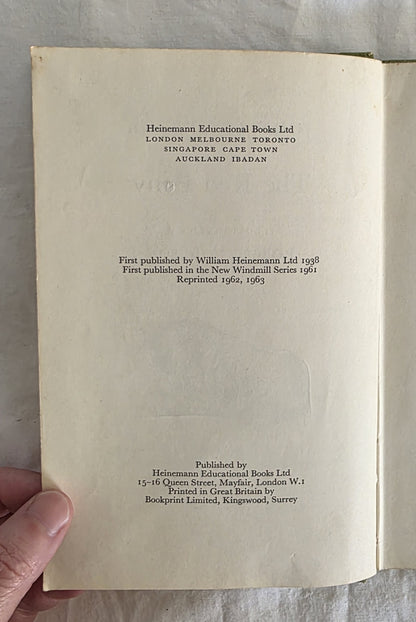 Heinemann Educational Books Ltd
LONDON MELBOURNE TORONTO
SINGAPORE CAPE TOWN
AUCKLAND IBADAN
First published by William Heinemann Ltd 1938
First published in the New Windmill Series 1961
Reprinted 1962, 1963
Published by
Heinemann Educational Books Ltd
15–16 Queen Street, Mayfair, London W.1
Printed in Great Britain by
Bookprint Limited, Kingswood, Surrey